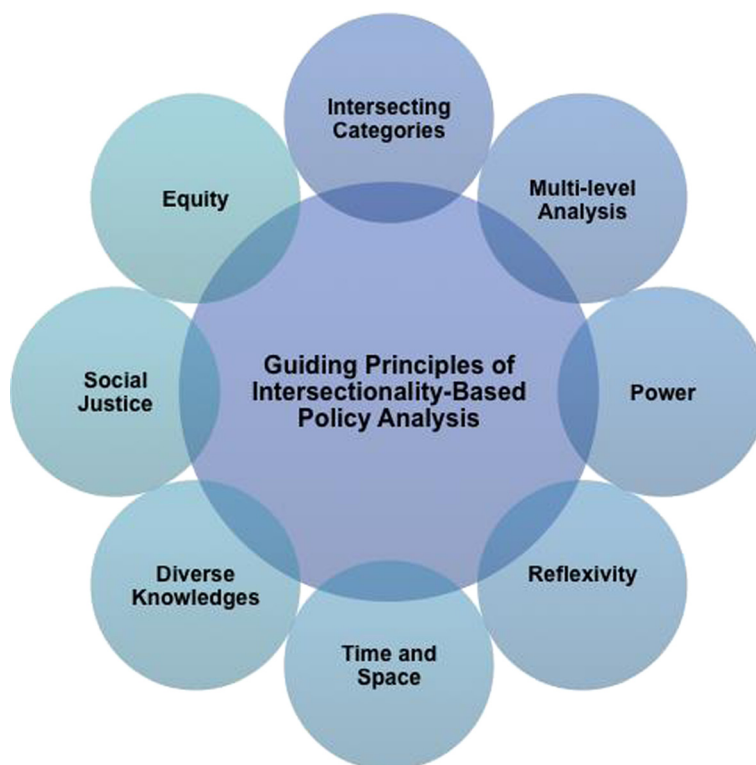 Intersecting
Categories
Multi-level
Analysis
Equity
Guiding Principles of
Intersectionality-Based
Policy Analysis
Social
Justice
Power
Reflexivity
Diverse
Knowledges
Time and
Space